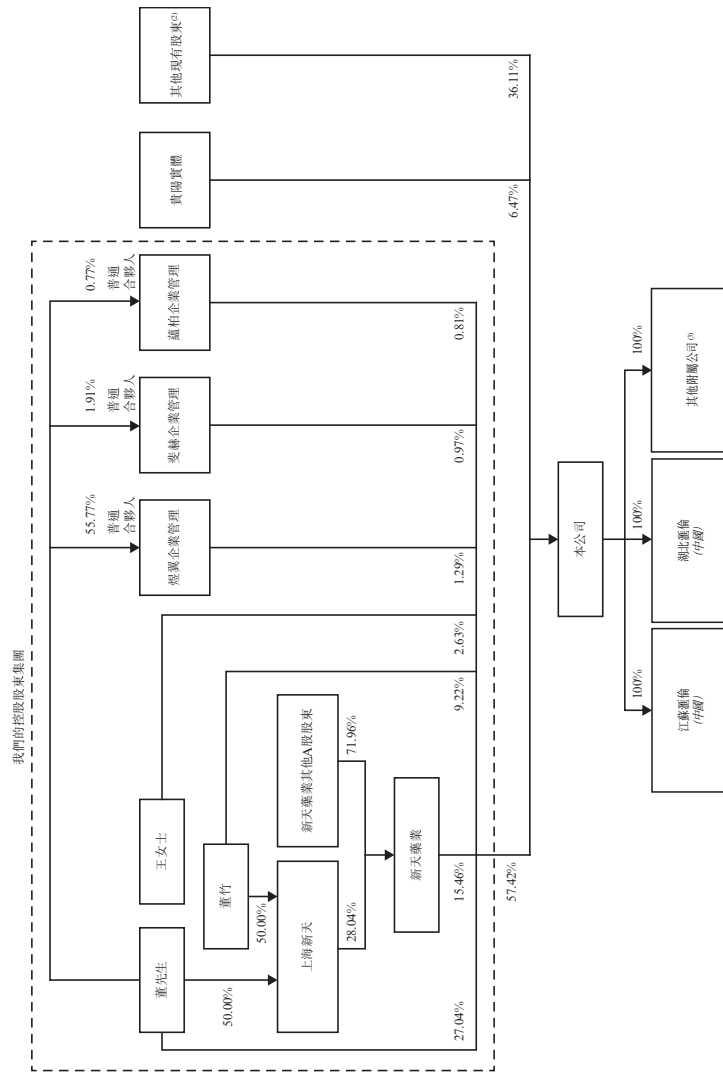 我們的控股股東集團
董先生
王女士
55.77%
普通
合夥人
1.91%
普通
合夥人
0.77%
普通
合夥人
煜翼企業管理
斐赫企業管理
蘊柏企業管理
貴陽實體
其他現有股東(2)
董竹
50.00%
50.00%
上海新天
新天藥業其他A股股東
28.04%
71.96%
新天藥業
27.04%
15.46%
9.22%
2.63%
1.29%
0.97%
0.81%
57.42%
6.47%
36.11%
本公司
100%
100%
100%
江蘇匯倫
(中國)
湖北匯倫
(中國)
其他附屬公司(3)